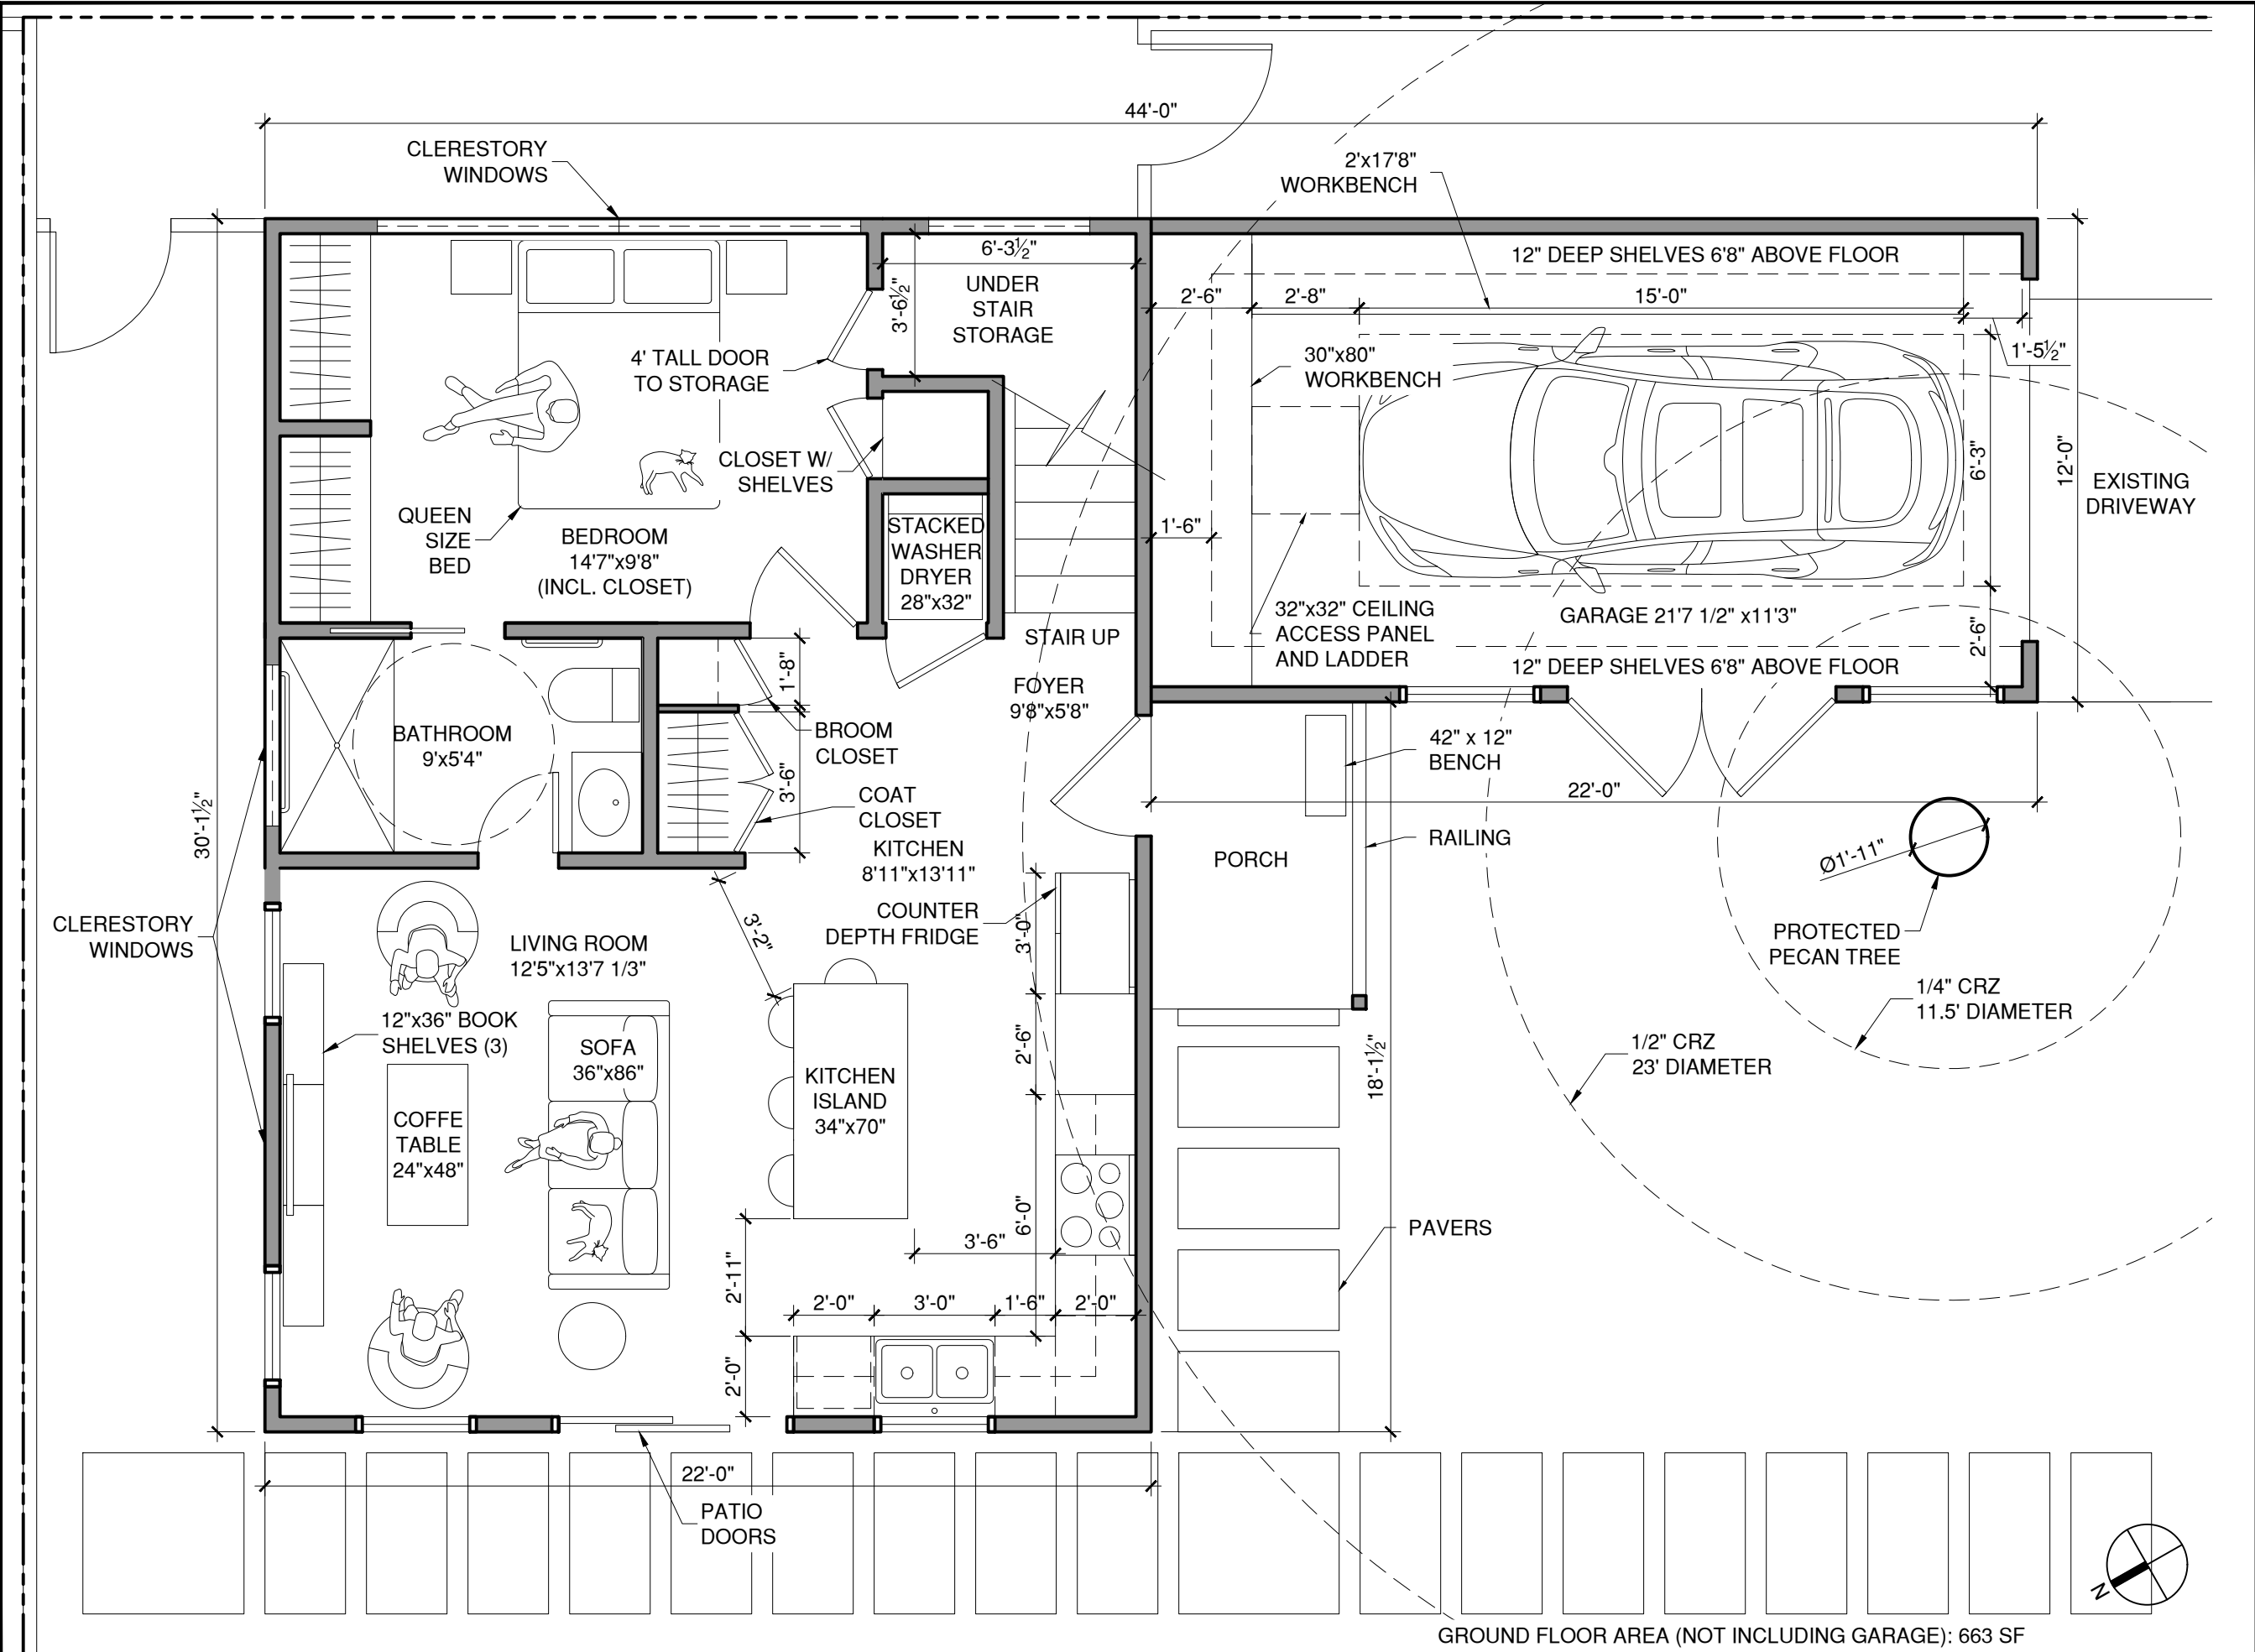 44'-0"
CLERESTORY
WINDOWS
2'x17'8"
WORKBENCH
6'-3½"
UNDER
STAIR
STORAGE
3'-6½"
12" DEEP SHELVES 6'8" ABOVE FLOOR
2'-6"
2'-8"
15'-0"
1'-5½"
4' TALL DOOR
TO STORAGE
30"x80"
WORKBENCH
CLOSET W/
SHELVES
6'-3"
12'-0"
EXISTING
DRIVEWAY
QUEEN
SIZE
BED
BEDROOM
14'7"x9'8"
(INCL. CLOSET)
STACKED
WASHER
DRYER
28"x32"
1'-6"
32"x32" CEILING
ACCESS PANEL
AND LADDER
GARAGE 21'7 1/2" x11'3"
2'-6"
12" DEEP SHELVES 6'8" ABOVE FLOOR
STAIR UP
FOYER
9'8"x5'8"
1'-8"
BATHROOM
9'x5'4"
BROOM
CLOSET
3'-6"
COAT
CLOSET
42" x 12"
BENCH
22'-0"
30'-1½"
KITCHEN
8'11"x13'11"
PORCH
RAILING
Ø1'-11"
CLERESTORY
WINDOWS
LIVING ROOM
12'5"x13'7 1/3"
3'-2"
COUNTER
DEPTH FRIDGE
3'-0"
PROTECTED
PECAN TREE
1/4" CRZ
11.5' DIAMETER
12"x36" BOOK
SHELVES (3)
SOFA
36"x86"
KITCHEN
ISLAND
34"x70"
2'-6"
18'-1½"
1/2" CRZ
23' DIAMETER
COFFE
TABLE
24"x48"
6'-0"
3'-6"
PAVERS
2'-11"
2'-0"
3'-0"
1'-6"
2'-0"
2'-0"
22'-0"
PATIO
DOORS
N
GROUND FLOOR AREA (NOT INCLUDING GARAGE): 663 SF